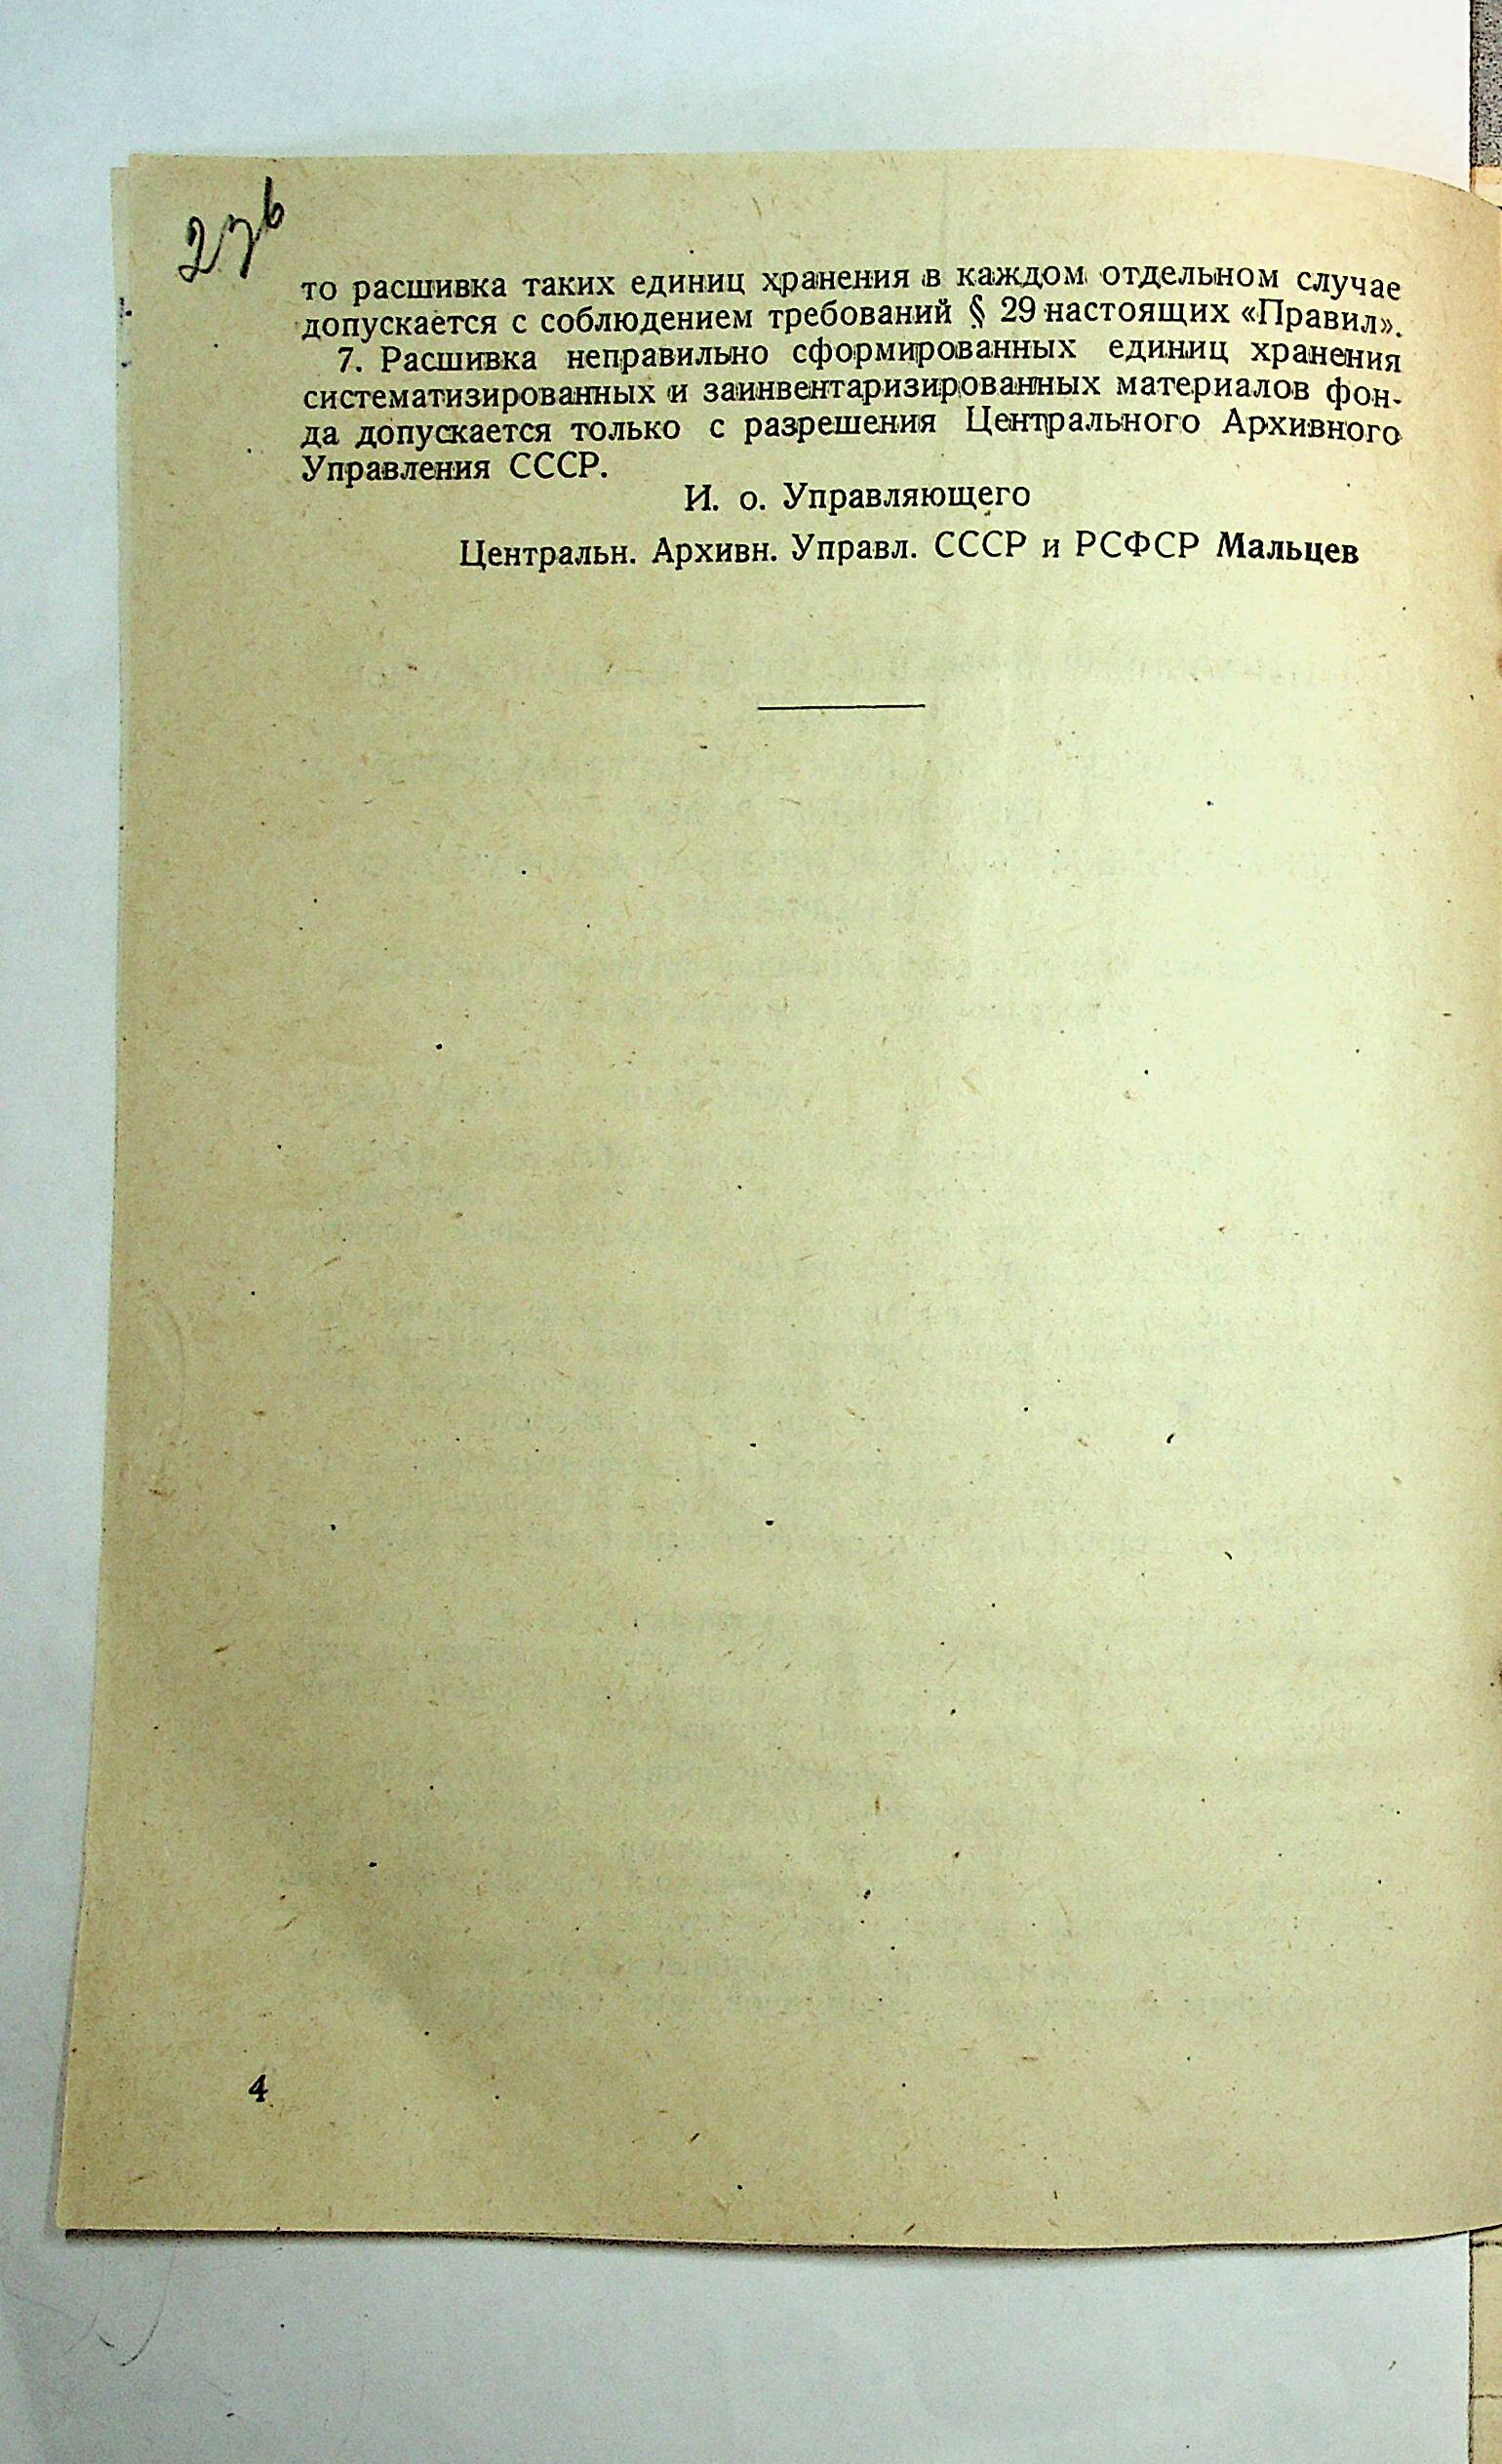 то расшивка таких единиц хранения в каждом отдельном случае
допускается с соблюдением требований § 29 настоящих «Правил».
7. Расшивка неправильно сформированных единиц хранения
систематизированных и заинвентаризированных материалов фон-
да допускается только с разрешения Центрального Архивного
Управления СССР.
И. о. Управляющего
Центральн. Архивн. Управл. СССР и РСФСР Мальцев
4